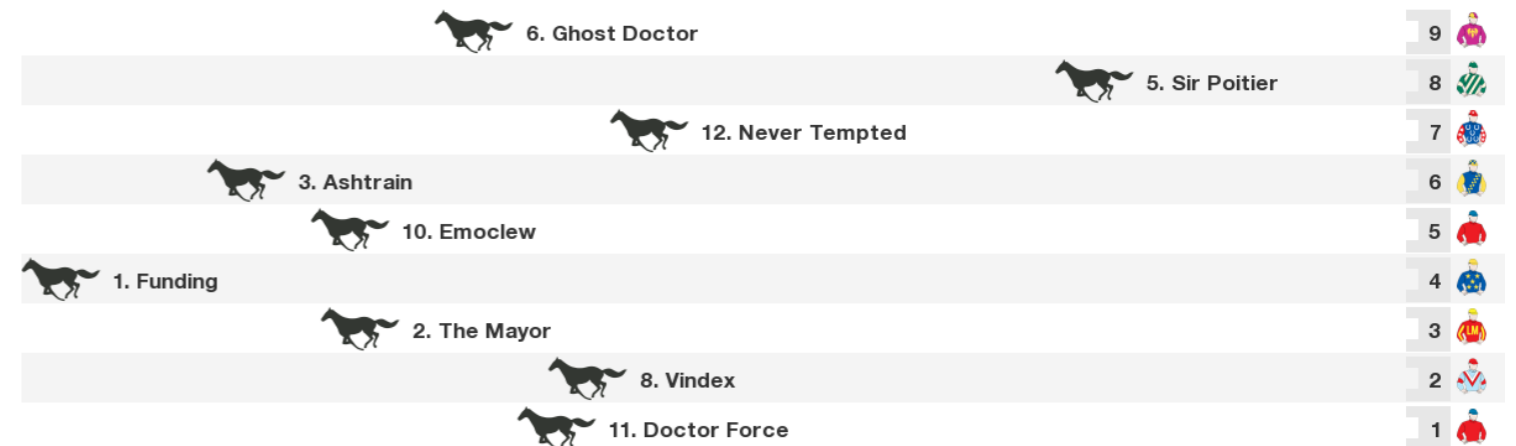 6. Ghost Doctor 9
5. Sir Poitier 8
12. Never Tempted 7
3. Ashtrain 6
10. Emoclew 5
1. Funding 4
2. The Mayor 3
LM
8. Vindex 2
11. Doctor Force 1